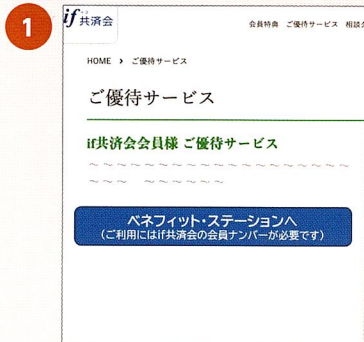 1
if共済会
会員特典 ご優待サービス 相談
HOME > ご優待サービス
ご優待サービス
if共済会会員様 ご優待サービス
～～～～～～～～～～～～～～～～～～～
～～～ ～～～～～～
ベネフィット・ステーションへ
(ご利用にはif共済会の会員ナンバーが必要です)